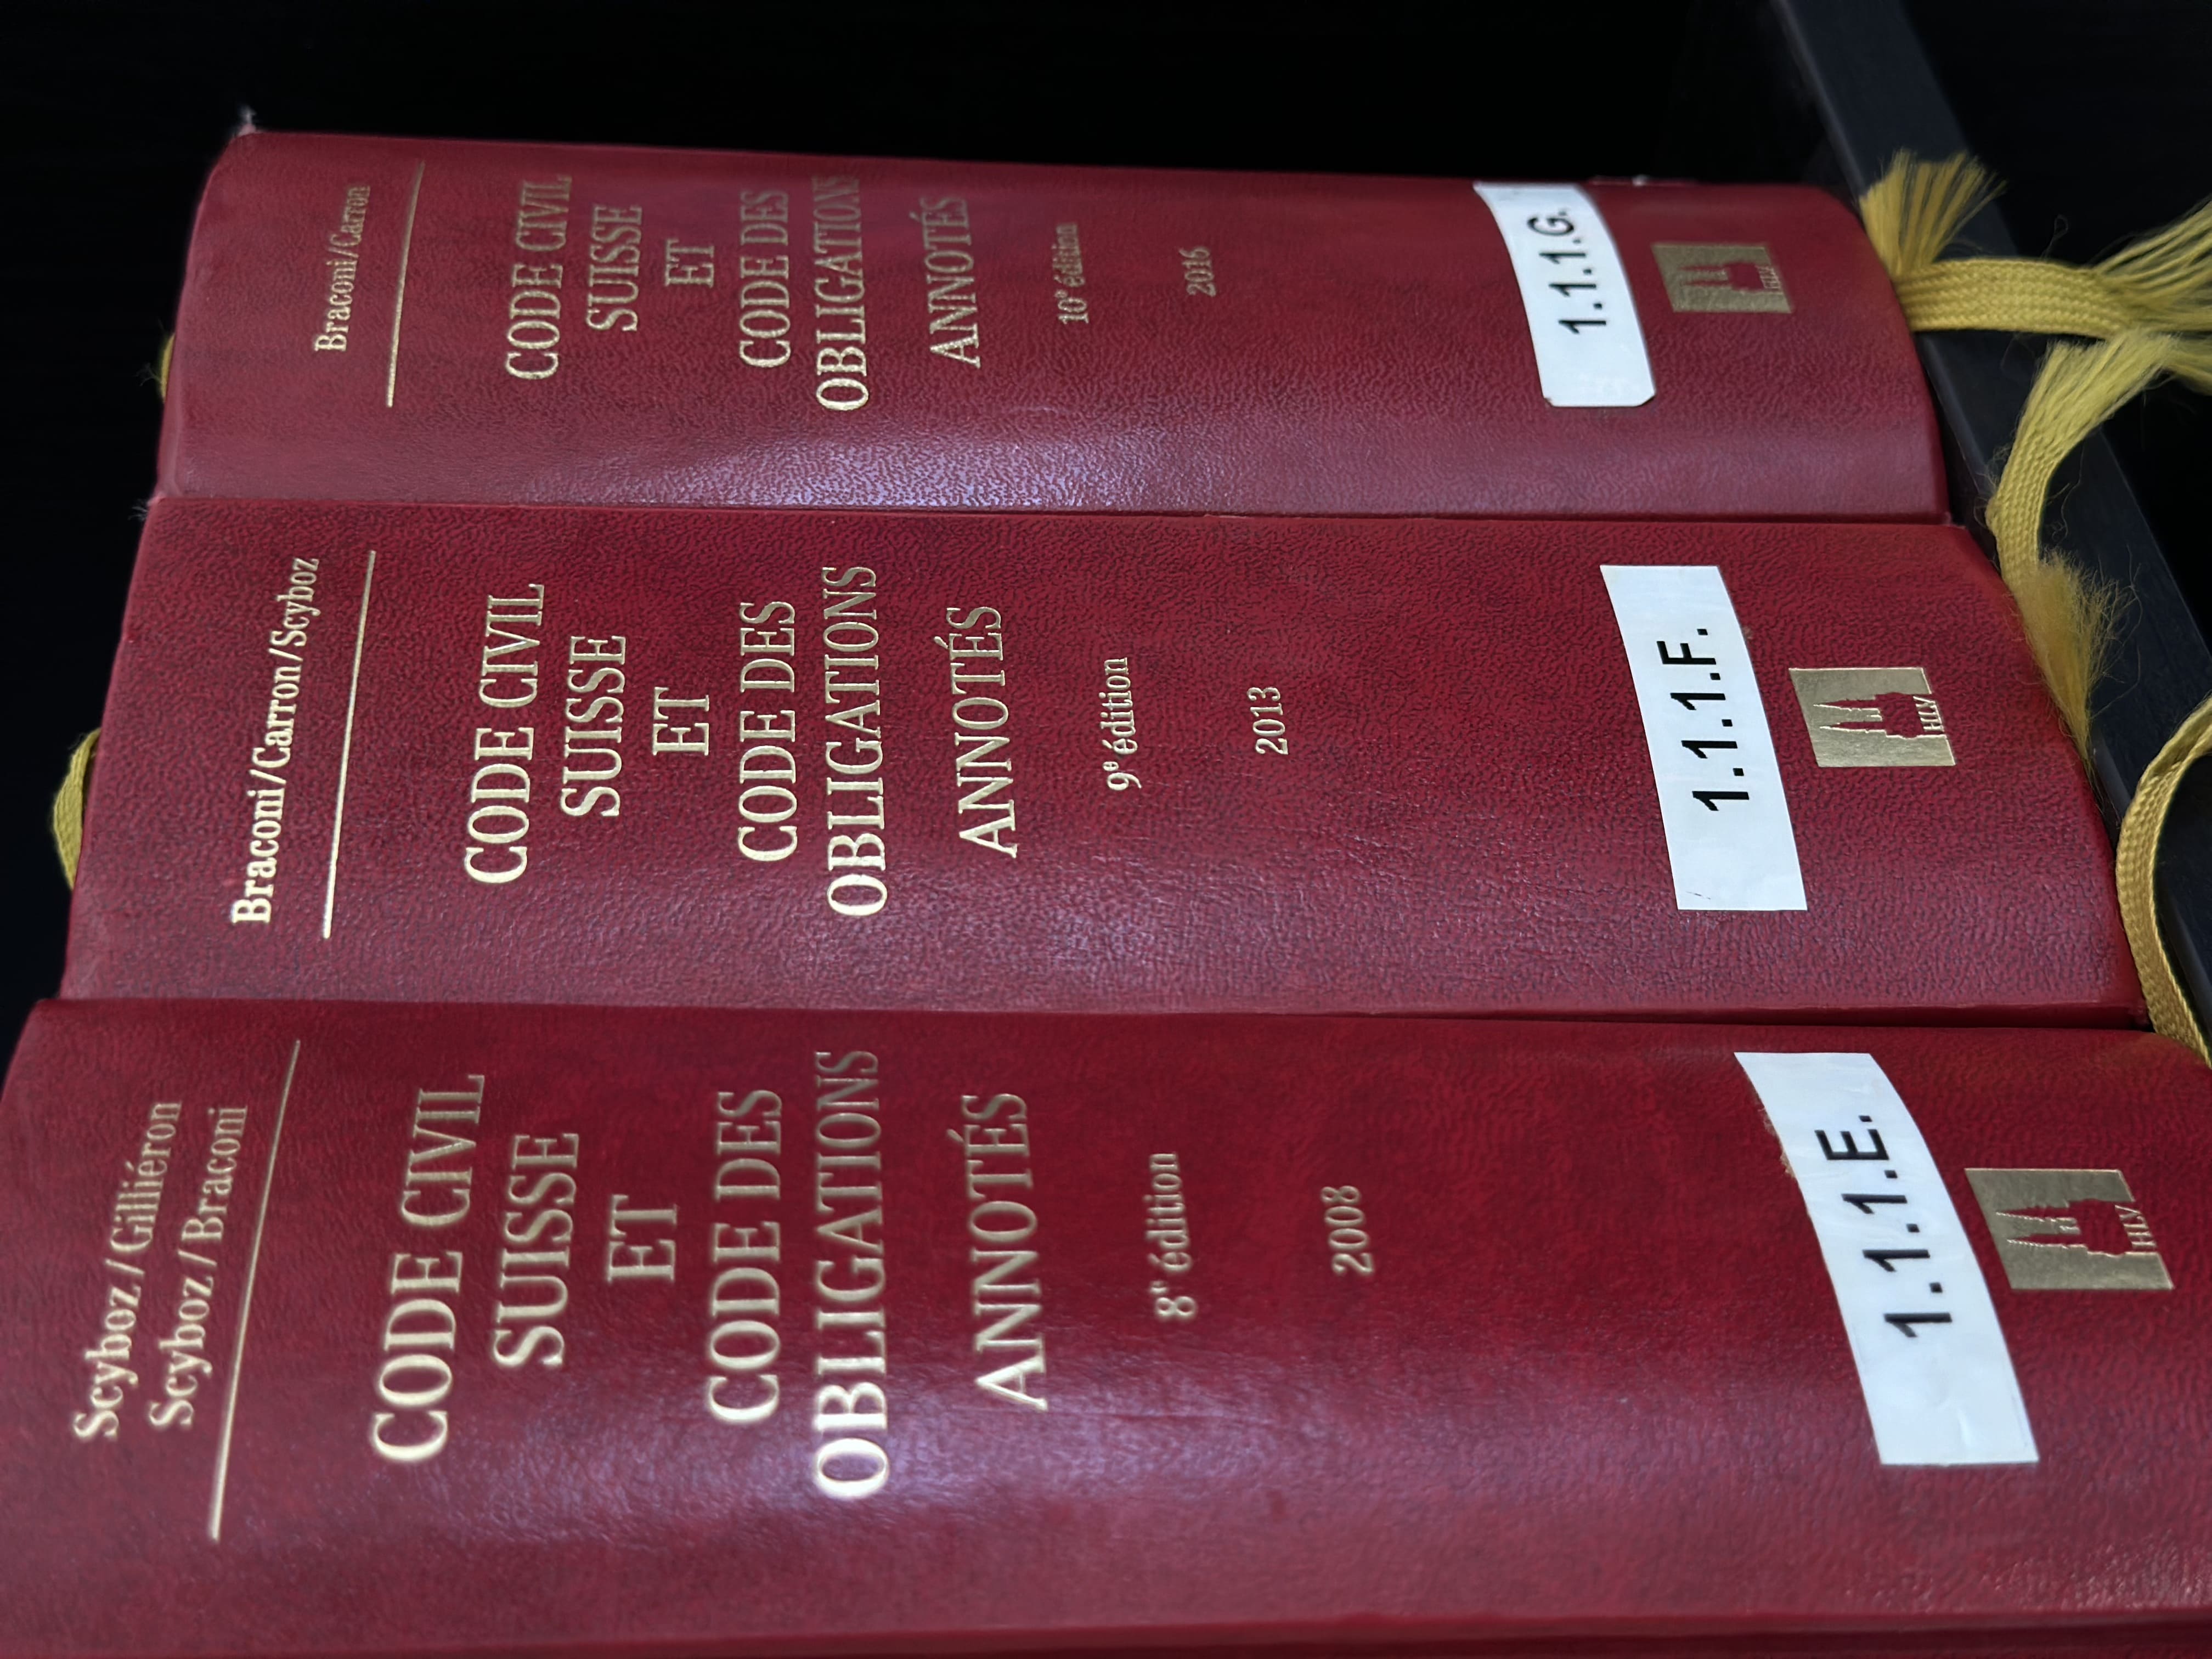 Braconi/Carron
CODE CIVIL
SUISSE
ET
CODE DES
OBLIGATIONS
ANNOTÉS
10e édition
2016
1.1.1.G.
HLV
Braconi/Carron/Scyboz
CODE CIVIL
SUISSE
ET
CODE DES
OBLIGATIONS
ANNOTÉS
9e édition
2013
1.1.1.F.
HLV
Scyboz/Gilliéron
Scyboz/Braconi
CODE CIVIL
SUISSE
ET
CODE DES
OBLIGATIONS
ANNOTÉS
8e édition
2008
1.1.1.E.
HLV